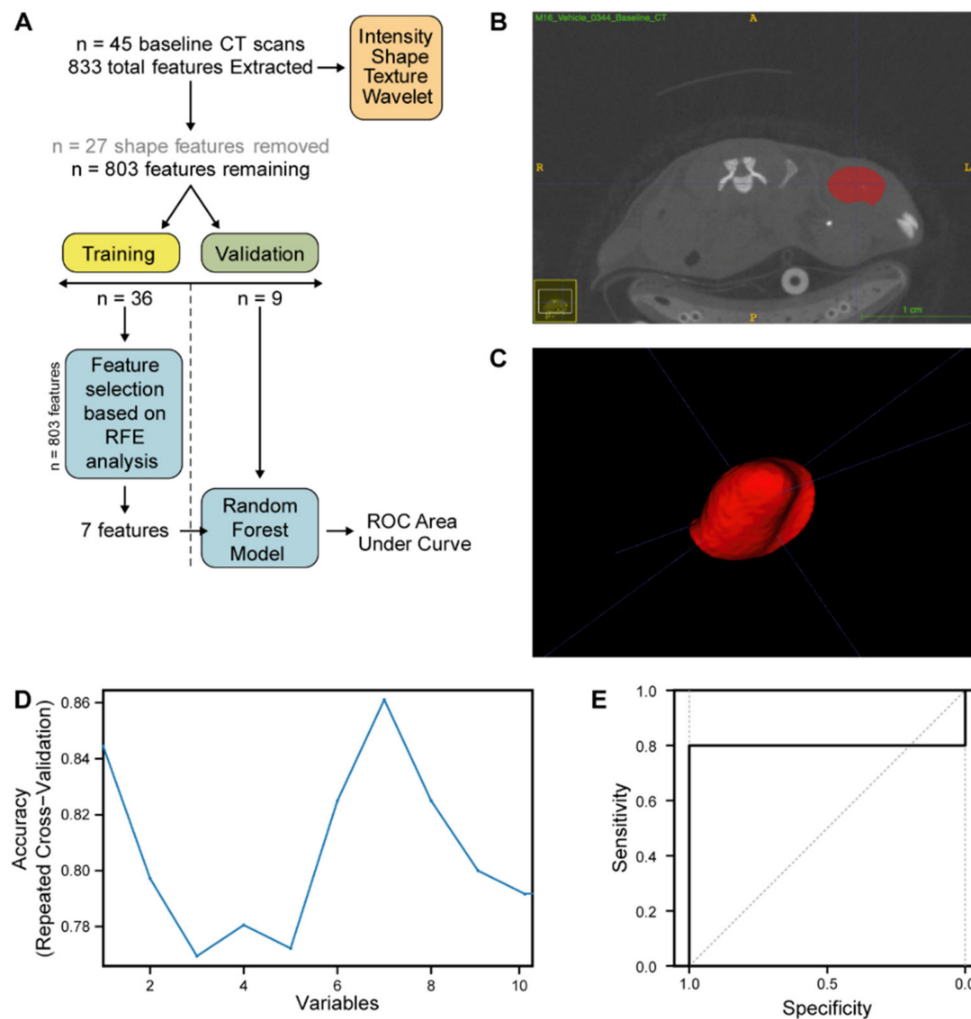 A
n = 45 baseline CT scans
833 total features Extracted
Intensity
Shape
Texture
Wavelet
n = 27 shape features removed
n = 803 features remaining
Training
Validation
n = 36
n = 9
n = 803 features
Feature
selection
based on
RFE
analysis
7 features
Random
Forest
Model
ROC Area
Under Curve
B
M16_Vehicle_0344_Baseline_CT
A
R
L
P
1 cm
C
D
Accuracy
(Repeated Cross-Validation)
0.86
0.84
0.82
0.80
0.78
2
4
6
8
10
Variables
E
Sensitivity
1.0
0.8
0.6
0.4
0.2
0.0
1.0
0.5
0.0
Specificity